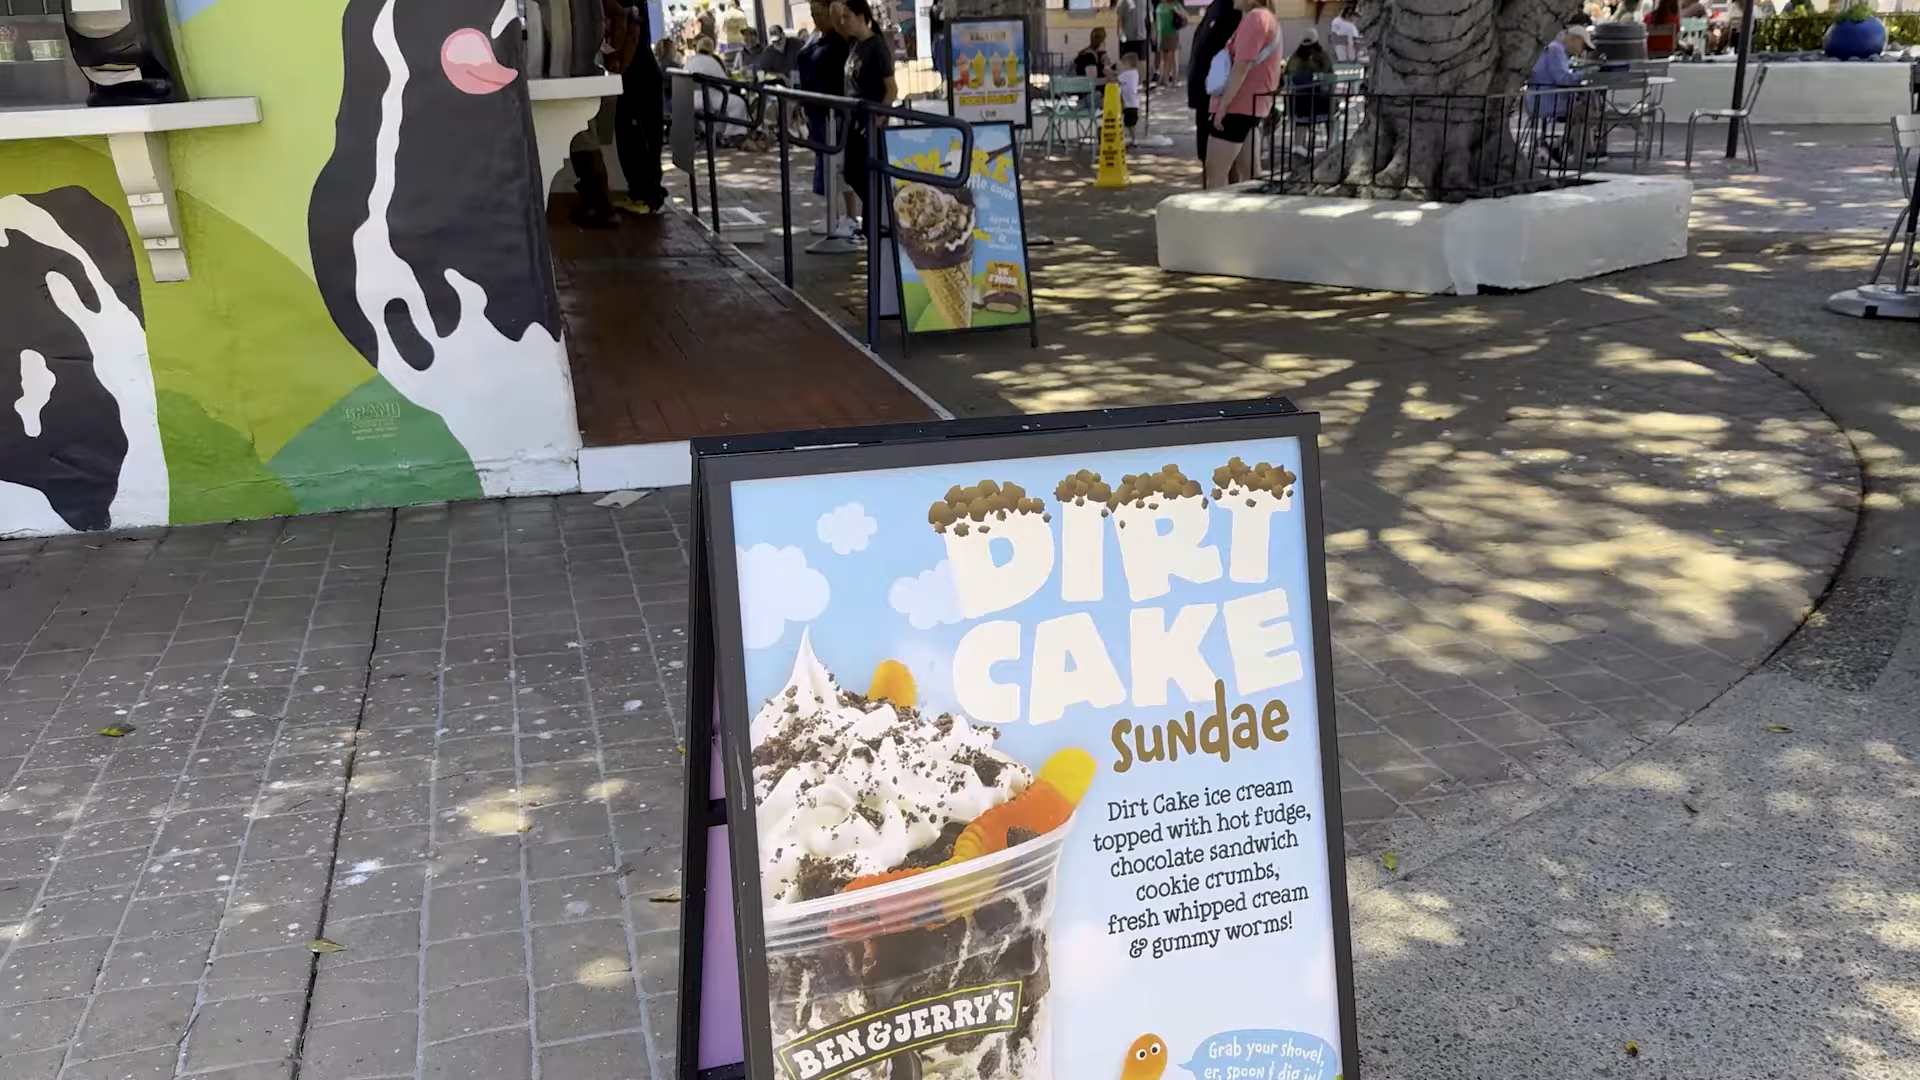 DIRT
CAKE
SUNdae
Dirt Cake ice cream
topped with hot fudge,
chocolate sandwich
cookie crumbs,
fresh whipped cream
& gummy worms!
BEN & JERRY'S
Grab your shovel,
er, spoon & dig in!